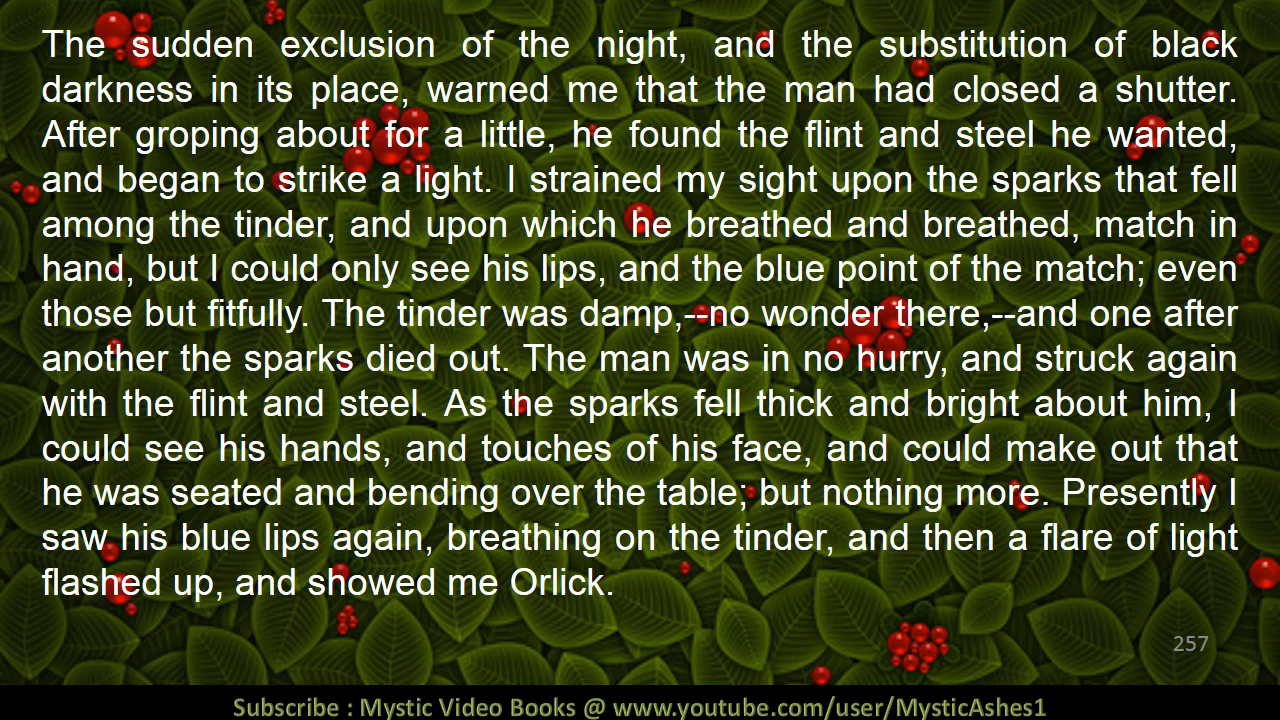 The sudden exclusion of the night, and the substitution of black
darkness in its place, warned me that the man had closed a shutter.
After groping about for a little, he found the flint and steel he wanted,
and began to strike a light. I strained my sight upon the sparks that fell
among the tinder, and upon which he breathed and breathed, match in
hand, but I could only see his lips, and the blue point of the match; even
those but fitfully. The tinder was damp,--no wonder there,--and one after
another the sparks died out. The man was in no hurry, and struck again
with the flint and steel. As the sparks fell thick and bright about him, I
could see his hands, and touches of his face, and could make out that
he was seated and bending over the table; but nothing more. Presently I
saw his blue lips again, breathing on the tinder, and then a flare of light
flashed up, and showed me Orlick.
257
Subscribe : Mystic Video Books @ www.youtube.com/user/MysticAshes1